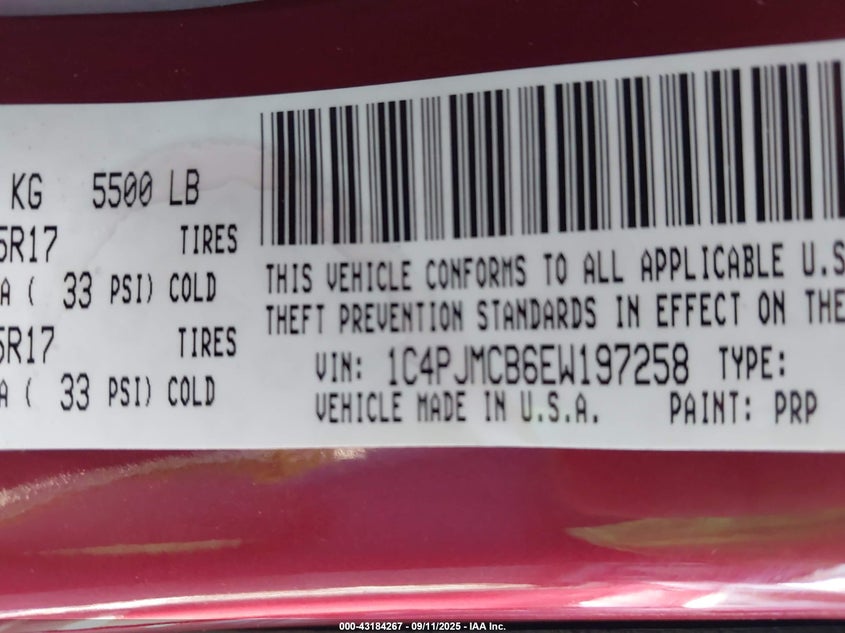 KG 5500 LB
5R17 TIRES
A ( 33 PSI) COLD
5R17 TIRES
A ( 33 PSI) COLD
THIS VEHICLE CONFORMS TO ALL APPLICABLE U.S
THEFT PREVENTION STANDARDS IN EFFECT ON THE
VIN: 1C4PJMCB6EW197258 TYPE:
VEHICLE MADE IN U.S.A. PAINT: PRP
000-43184267 - 09/11/2025 - IAA Inc.